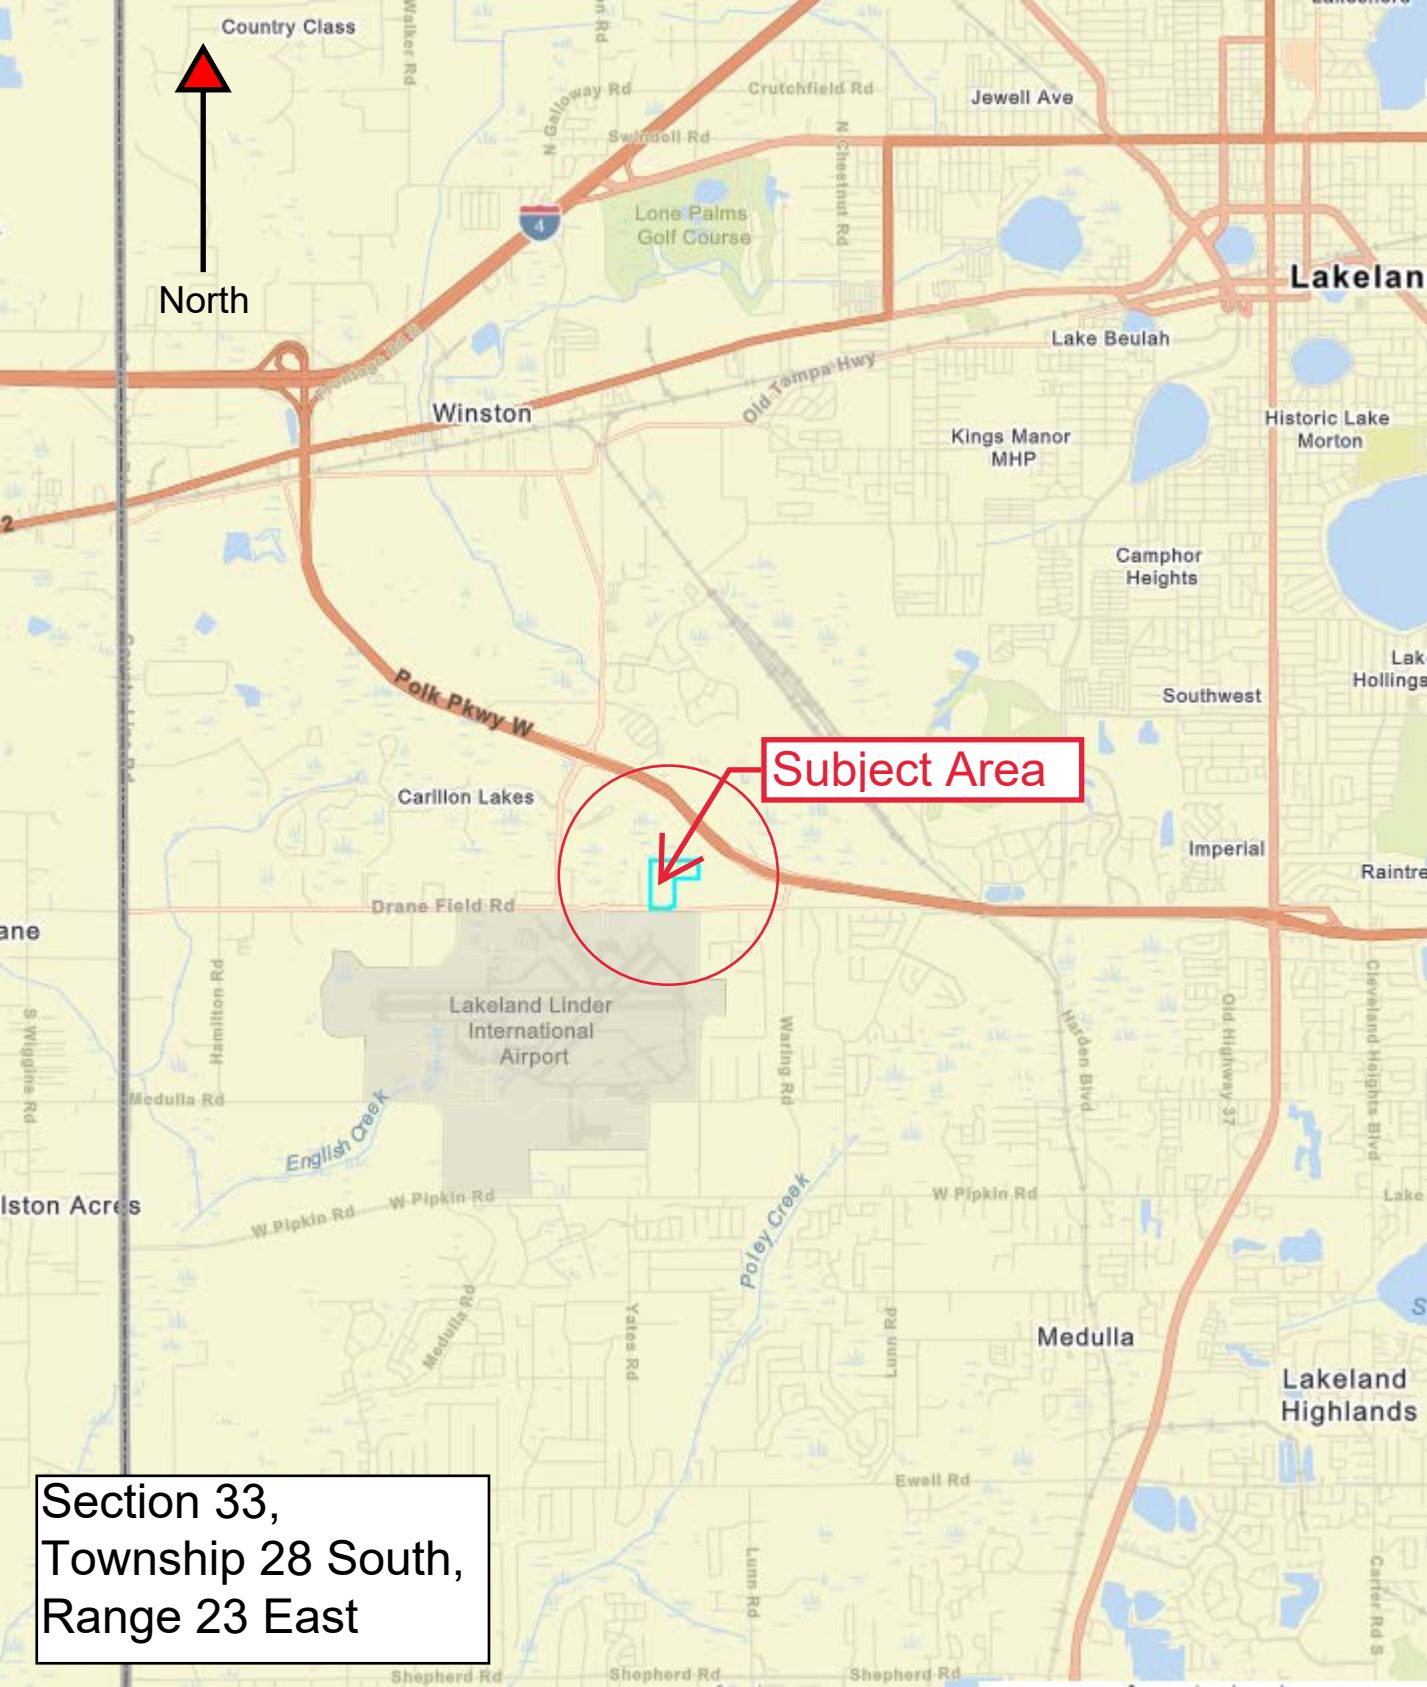 Country Class
Walker Rd
N Galloway Rd
Crutchfield Rd
Jewell Ave
Swindell Rd
N Chestnut Rd
4
Lone Palms
Golf Course
North
Lakelan
Lake Beulah
Old Tampa Hwy
Winston
Historic Lake
Morton
Kings Manor
MHP
2
Camphor
Heights
Lak
Hollings
Southwest
Polk Pkwy W
Subject Area
Carillon Lakes
Imperial
Raintre
Drane Field Rd
ane
Hamilton Rd
Lakeland Linder
International
Airport
S Wiggins Rd
Waring Rd
Harden Blvd
Old Highway 37
Cleveland Heights Blvd
Medulla Rd
English Creek
lston Acres
W Pipkin Rd
W Pipkin Rd
W Pipkin Rd
Lake
Poley Creek
Medulla Rd
Yates Rd
Lunn Rd
Medulla
S
Lakeland
Highlands
Ewell Rd
Section 33,
Township 28 South,
Range 23 East
Lunn Rd
Carter Rd S
Shepherd Rd
Shepherd Rd
Shepherd Rd